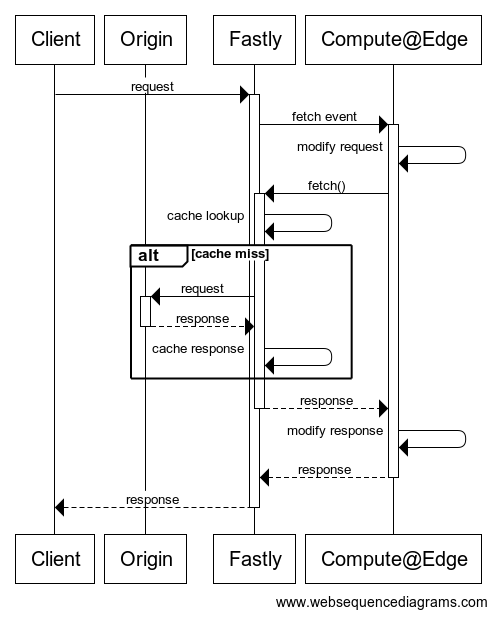 Client Origin Fastly Compute@Edge
request
fetch event
modify request
fetch()
cache lookup
alt [cache miss]
request
response
cache response
response
modify response
response
response
Client Origin Fastly Compute@Edge
www.websequencediagrams.com